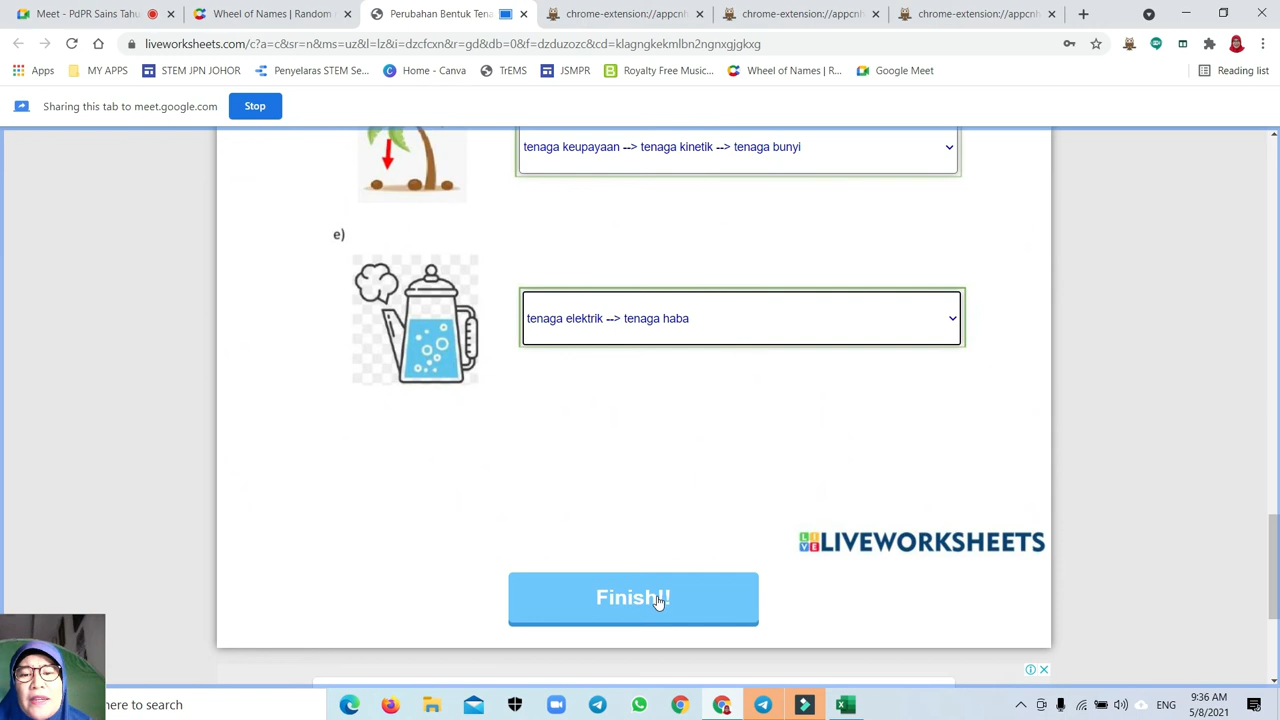 Meet - PdPR Sains Tahu
Wheel of Names | Random
Perubahan Bentuk Tena
chrome-extension://appcnh
chrome-extension://appcnh
chrome-extension://appcnh
liveworksheets.com/c?a=c&sr=n&ms=uz&l=lz&i=dzcfcxn&r=gd&db=0&f=dzduzozc&cd=klagngkekmlbn2ngnxgjgkxg
Apps
MY APPS
STEM JPN JOHOR
Penyelaras STEM Se...
Home - Canva
TrEMS
JSMPR
Royalty Free Music...
Wheel of Names | R...
Google Meet
Reading list
Sharing this tab to meet.google.com
Stop
tenaga keupayaan --> tenaga kinetik --> tenaga bunyi
e)
tenaga elektrik --> tenaga haba
LIVEWORKSHEETS
Finish!!
here to search
ENG
9:36 AM
5/8/2021